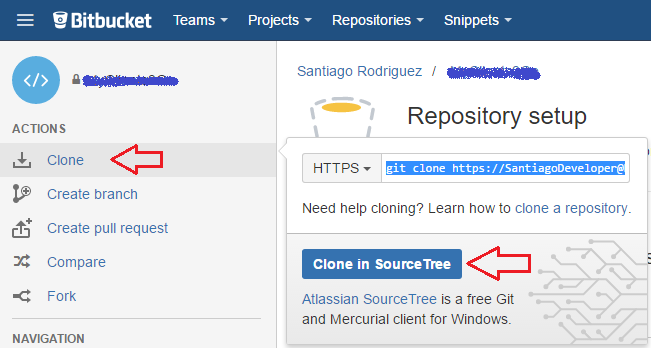 Bitbucket Teams Projects Repositories Snippets
Santiago Rodriguez /
Repository setup
ACTIONS
Clone
Create branch
Create pull request
Compare
Fork
NAVIGATION
HTTPS git clone https://SantiagoDeveloper@
Need help cloning? Learn how to clone a repository.
Clone in SourceTree
Atlassian SourceTree is a free Git
and Mercurial client for Windows.